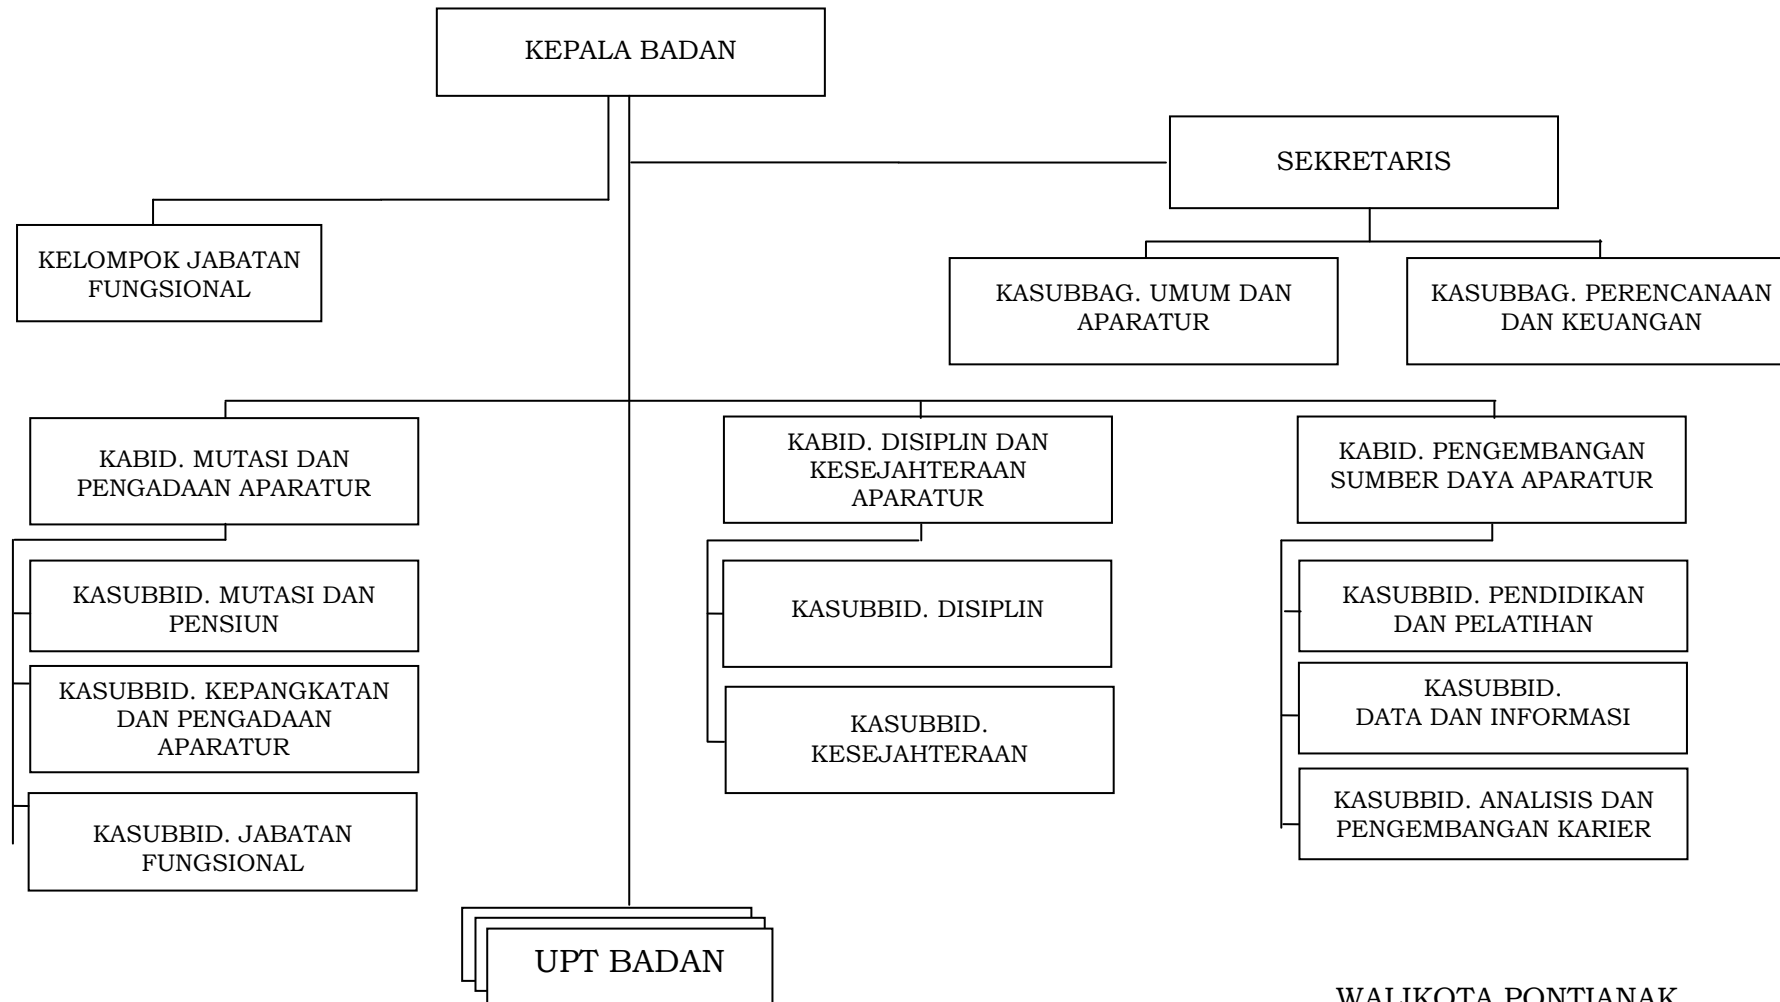 KEPALA BADAN
SEKRETARIS
KELOMPOK JABATAN
FUNGSIONAL
KASUBBAG. UMUM DAN
APARATUR
KASUBBAG. PERENCANAAN
DAN KEUANGAN
KABID. MUTASI DAN
PENGADAAN APARATUR
KABID. DISIPLIN DAN
KESEJAHTERAAN
APARATUR
KABID. PENGEMBANGAN
SUMBER DAYA APARATUR
KASUBBID. MUTASI DAN
PENSIUN
KASUBBID. KEPANGKATAN
DAN PENGADAAN
APARATUR
KASUBBID. JABATAN
FUNGSIONAL
KASUBBID. DISIPLIN
KASUBBID.
KESEJAHTERAAN
KASUBBID. PENDIDIKAN
DAN PELATIHAN
KASUBBID.
DATA DAN INFORMASI
KASUBBID. ANALISIS DAN
PENGEMBANGAN KARIER
UPT BADAN
WALIKOTA PONTIANAK